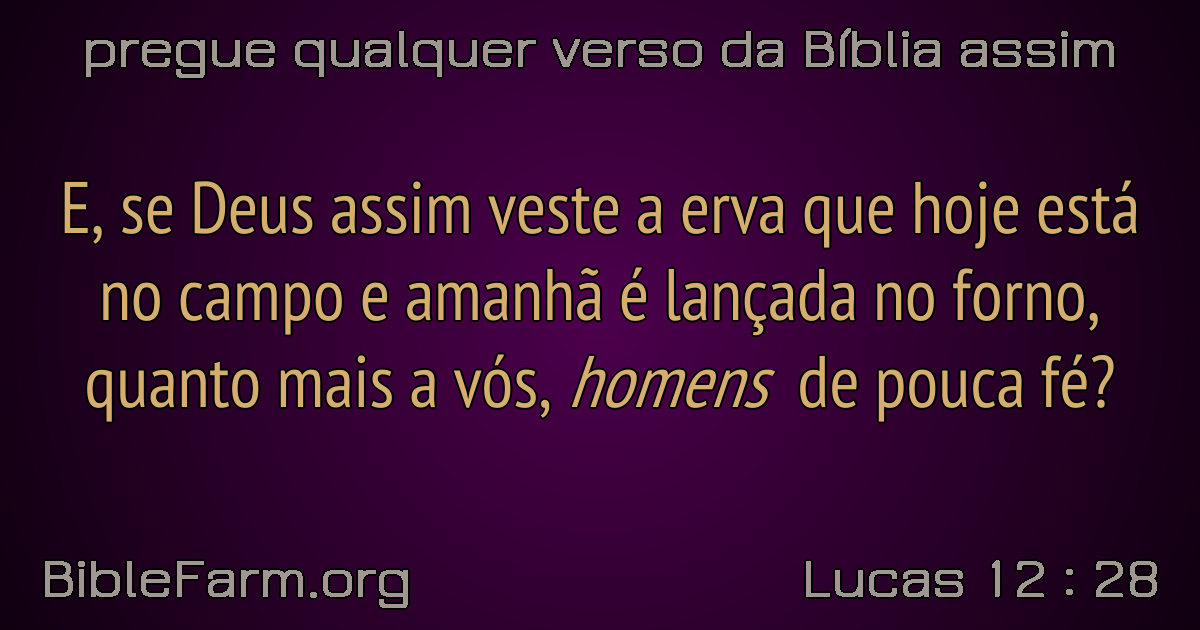 pregue qualquer verso da Bíblia assim
E, se Deus assim veste a erva que hoje está
no campo e amanhã é lançada no forno,
quanto mais a vós, homens de pouca fé?
BibleFarm.org
Lucas 12 : 28